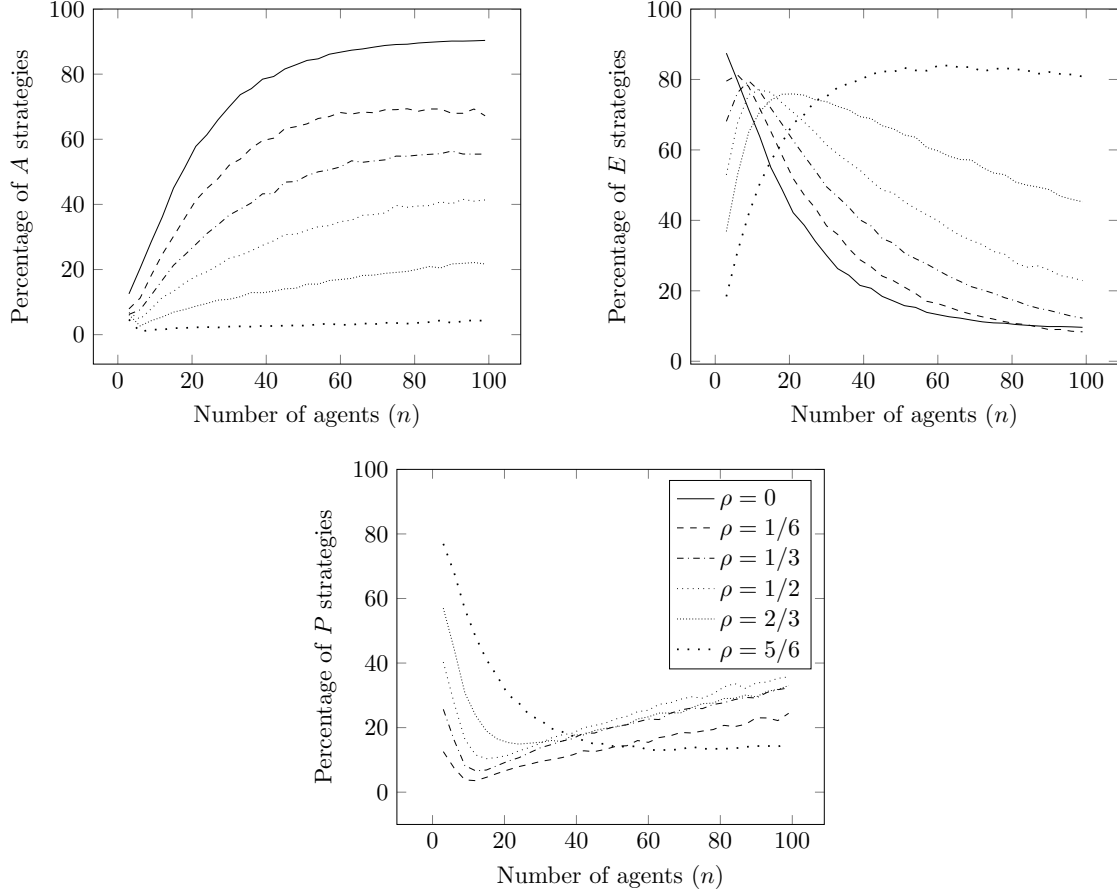 100
80
60
40
20
0
0 20 40 60 80 100
Percentage of A strategies
Number of agents (n)
100
80
60
40
20
0
0 20 40 60 80 100
Percentage of E strategies
Number of agents (n)
100
80
60
40
20
0
0 20 40 60 80 100
Percentage of P strategies
Number of agents (n)
ρ = 0
ρ = 1/6
ρ = 1/3
ρ = 1/2
ρ = 2/3
ρ = 5/6